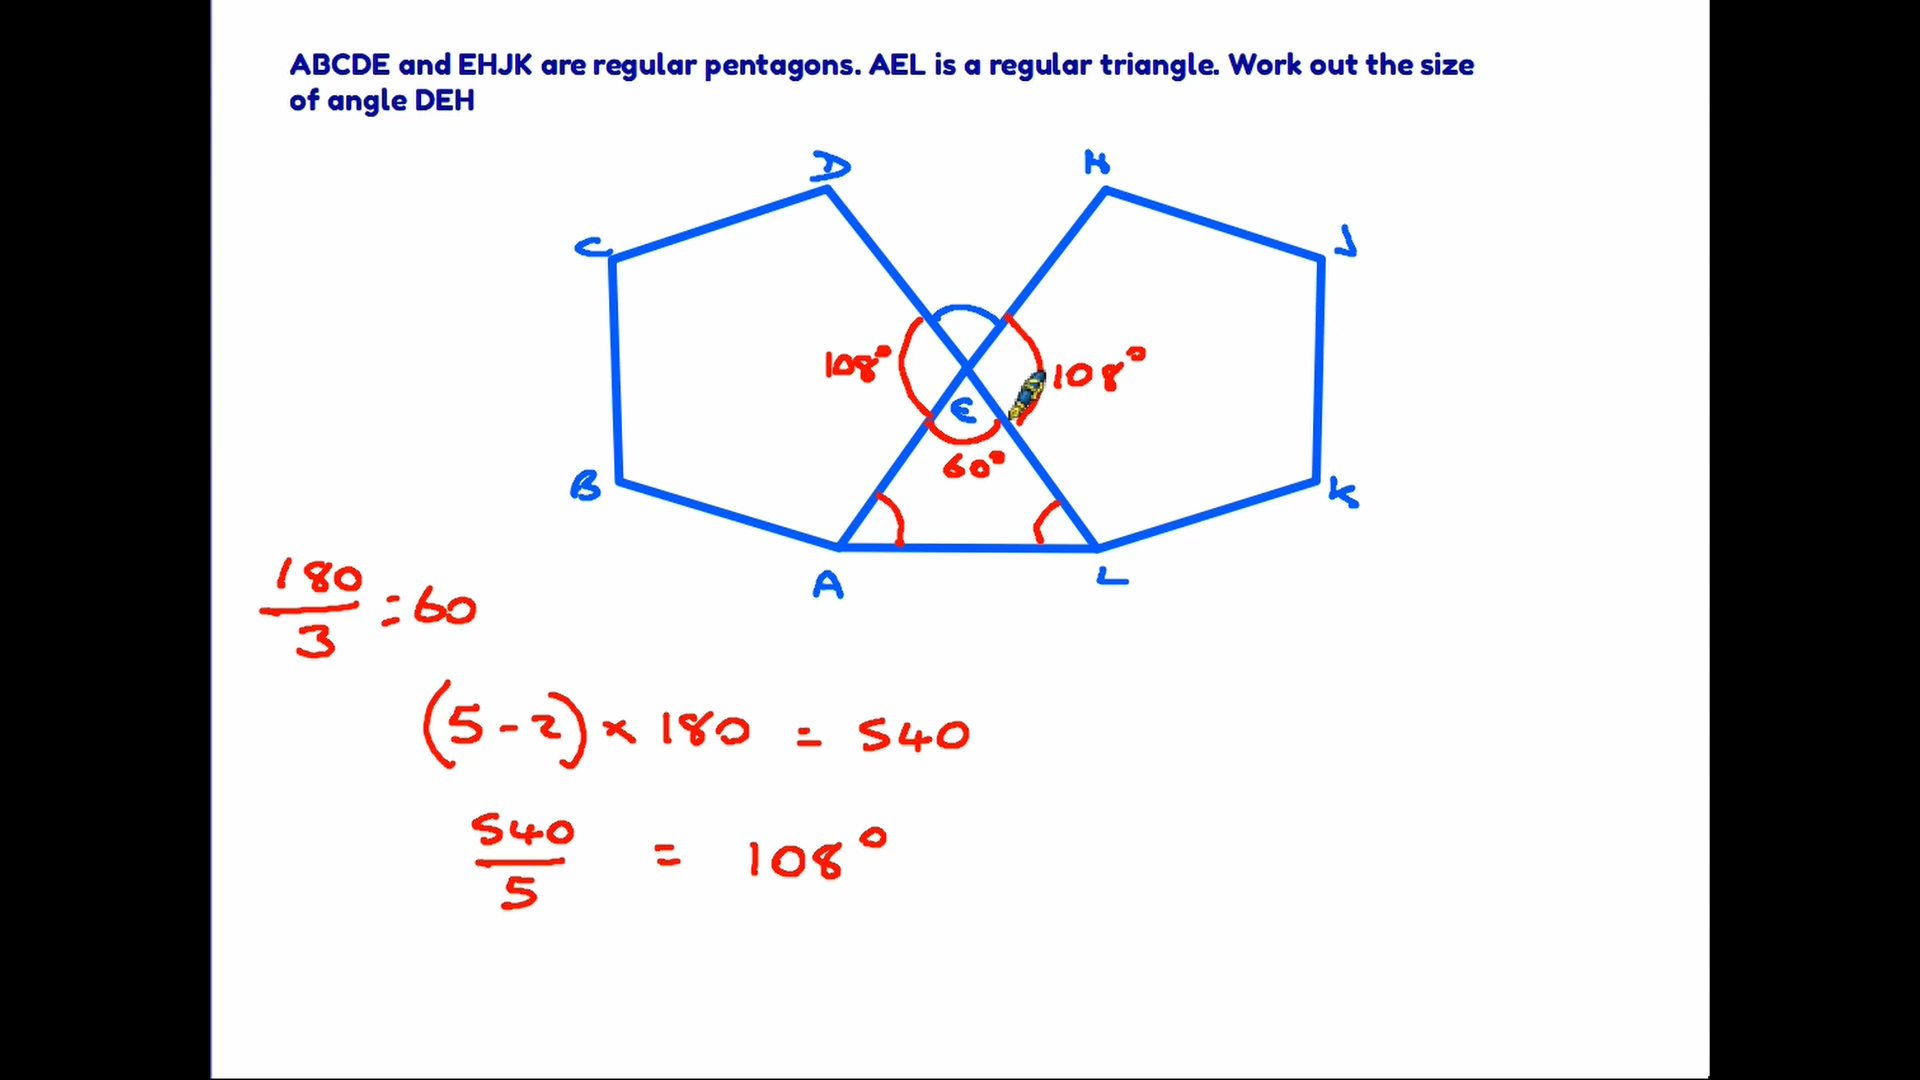 ABCDE and EHJK are regular pentagons. AEL is a regular triangle. Work out the size
of angle DEH
D
H
C
J
108°
108°
E
60°
B
K
A
L
180
3
=60
(5-2) × 180 = 540
540
5
= 108°